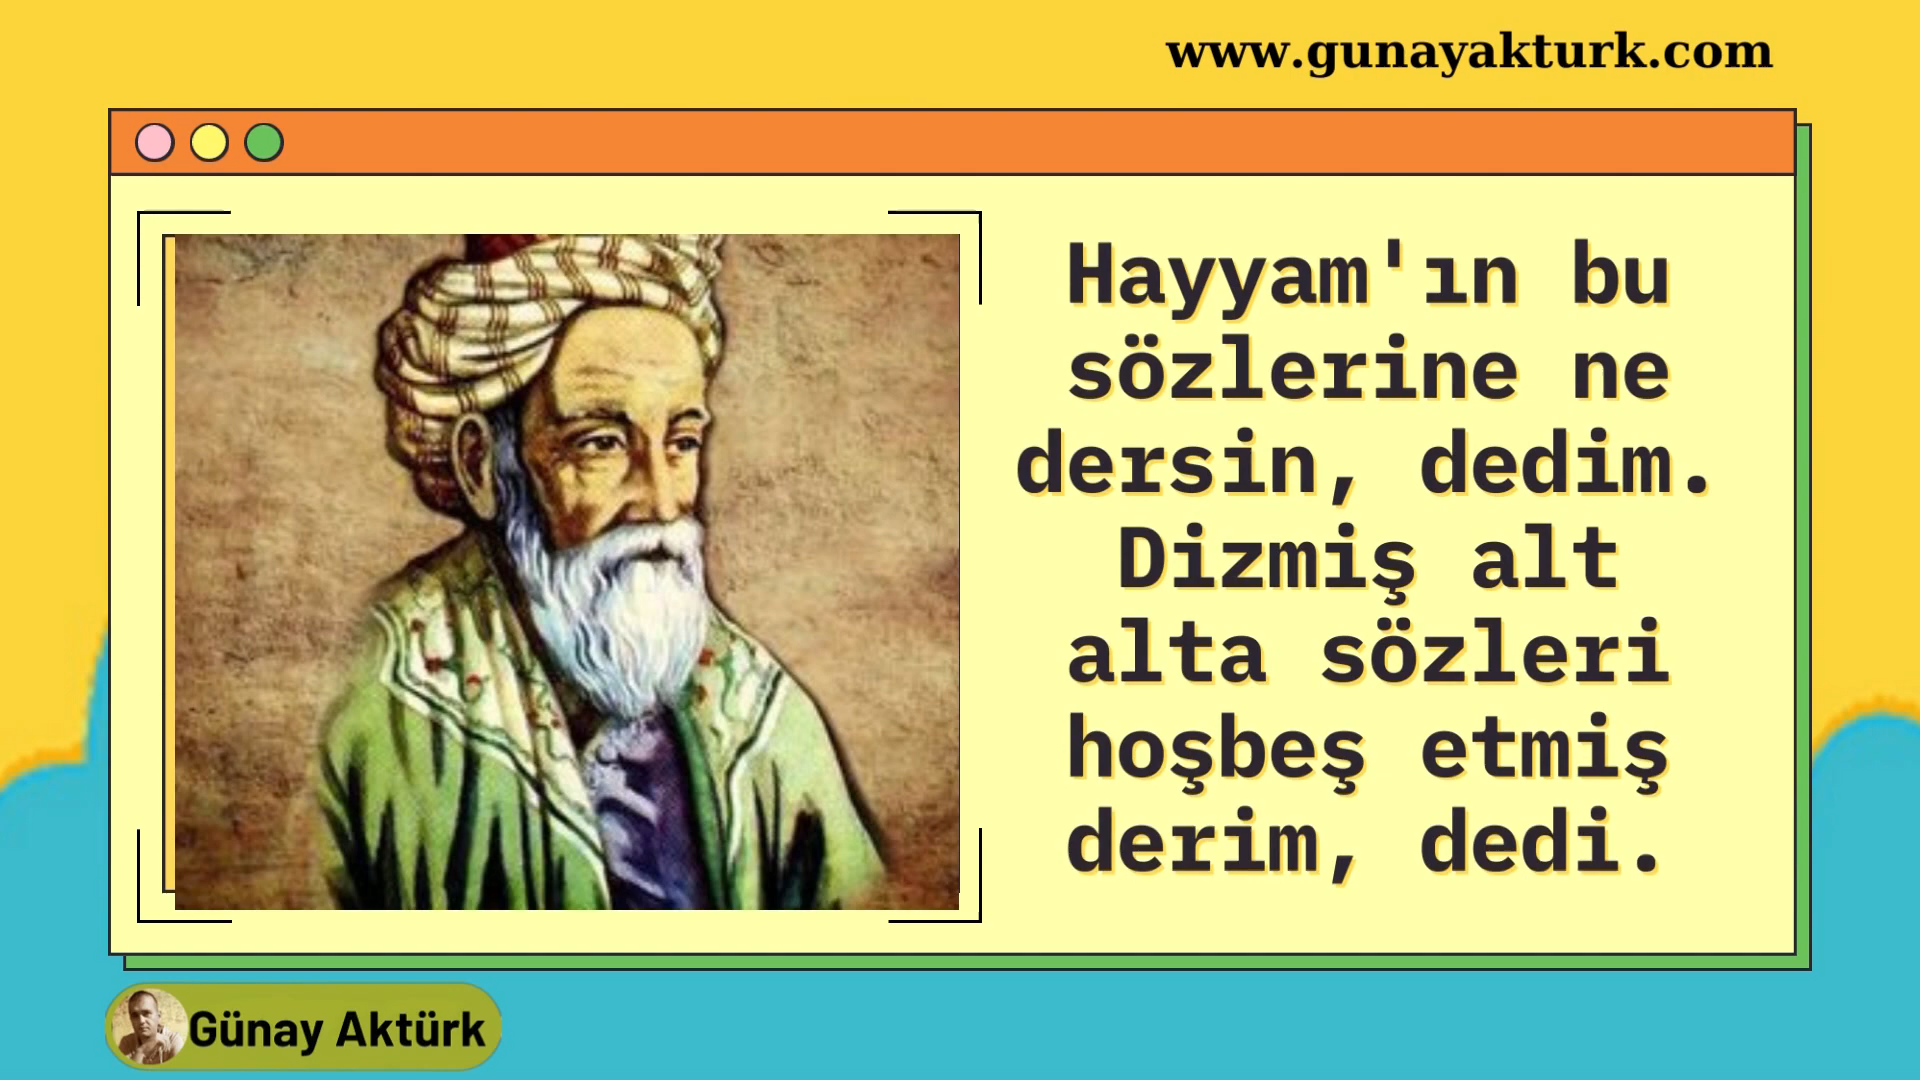 www.gunayakturk.com
Hayyam'ın bu
sözlerine ne
dersin, dedim.
Dizmiş alt
alta sözleri
hoşbeş etmiş
derim, dedi.
Günay Aktürk